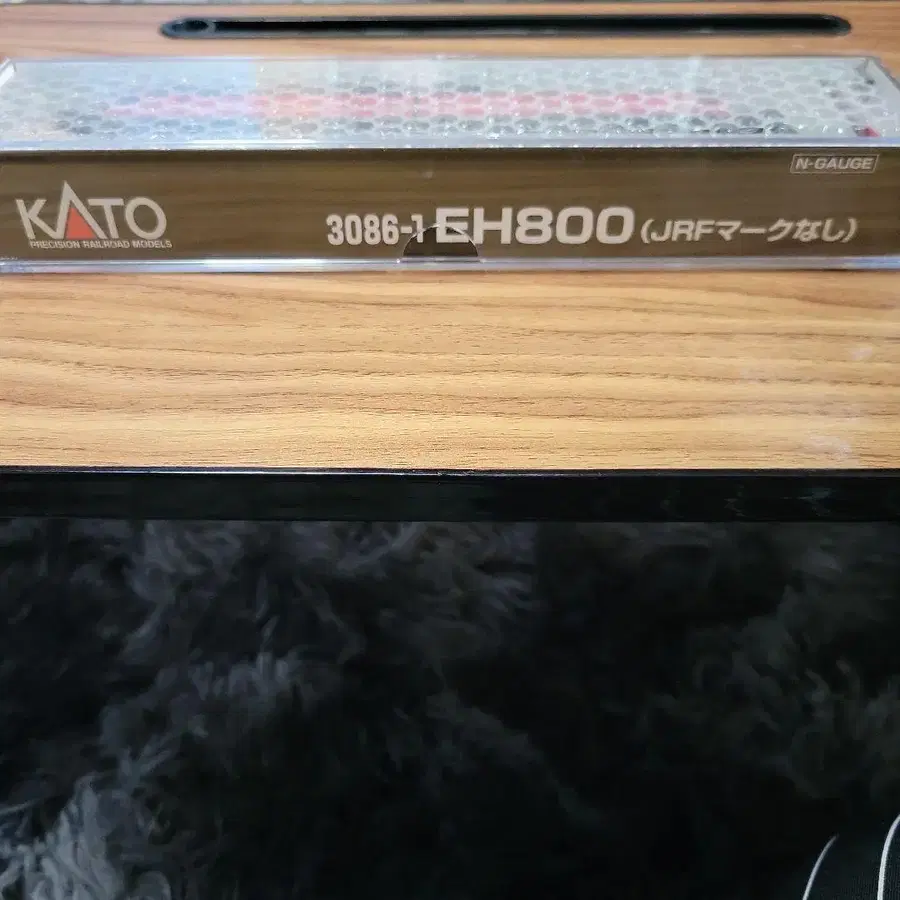 N-GAUGE
KATO
PRECISION RAILROAD MODELS
3086-1 EH800 (JRFマークなし)